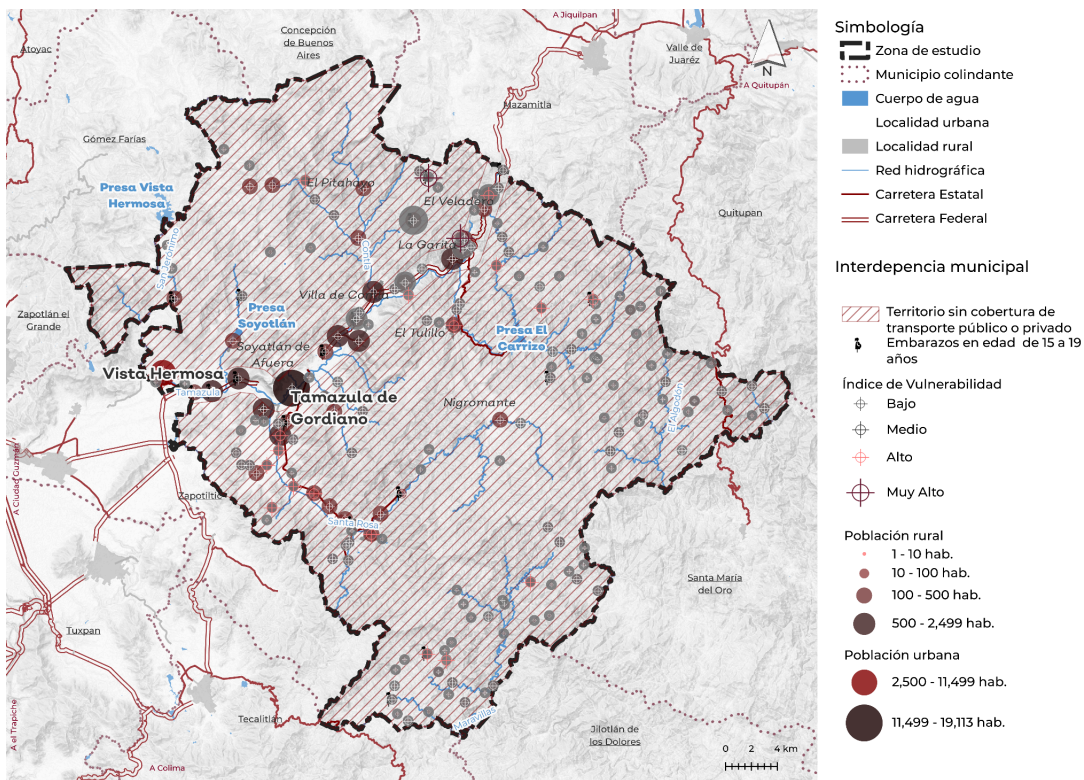 A Jiquilpan
Concepción
de Buenos
Aires
Atoyac
Valle de
Juaréz
N
A Quitupán
Mazamitla
Gómez Farías
Presa Vista
Hermosa
El Pitahayo
El Veladero
Quitupan
San Jerónimo
Contla
La Garita
Villa de Contla
Zapotlán el
Grande
Presa
Soyotlán
El Tulillo
Presa El
Carrizo
Soyatlán de
Afuera
Vista Hermosa
Tamazula
Tamazula de
Gordiano
Nigromante
El Algodón
A Ciudad Guzmán
Zapotiltic
Santa Rosa
Santa María
del Oro
Tuxpan
Tecalitlán
Maravillas
Jilotlán de
los Dolores
A el Trapiche
A Colima
0 2 4 km
Simbología
Zona de estudio
Municipio colindante
Cuerpo de agua
Localidad urbana
Localidad rural
Red hidrográfica
Carretera Estatal
Carretera Federal
Interdepencia municipal
Territorio sin cobertura de
transporte público o privado
Embarazos en edad de 15 a 19
años
Índice de Vulnerabilidad
Bajo
Medio
Alto
Muy Alto
Población rural
1 - 10 hab.
10 - 100 hab.
100 - 500 hab.
500 - 2,499 hab.
Población urbana
2,500 - 11,499 hab.
11,499 - 19,113 hab.